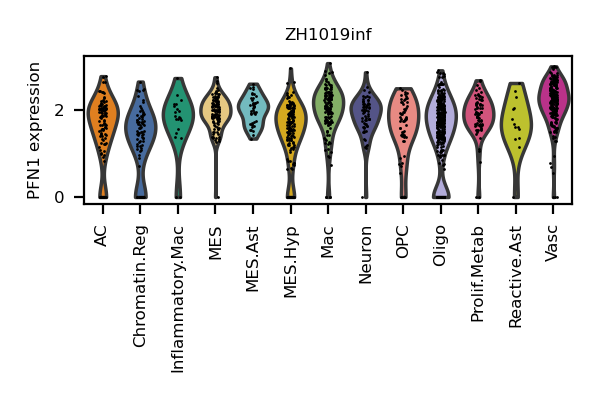 ZH1019inf
PFN1 expression
2
0
AC
Chromatin.Reg
Inflammatory.Mac
MES
MES.Ast
MES.Hyp
Mac
Neuron
OPC
Oligo
Prolif.Metab
Reactive.Ast
Vasc